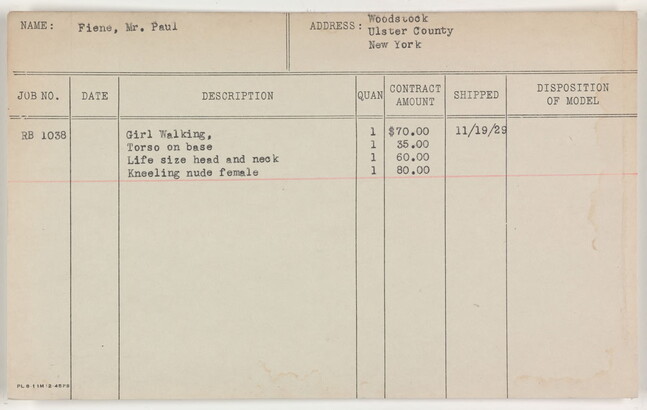 NAME: Fiene, Mr. Paul
ADDRESS: Woodstock
Ulster County
New York
JOB NO. DATE DESCRIPTION QUAN CONTRACT AMOUNT SHIPPED DISPOSITION OF MODEL
RB 1038 Girl Walking, 1 $70.00 11/19/29
Torso on base 1 35.00
Life size head and neck 1 60.00
Kneeling nude female 1 80.00